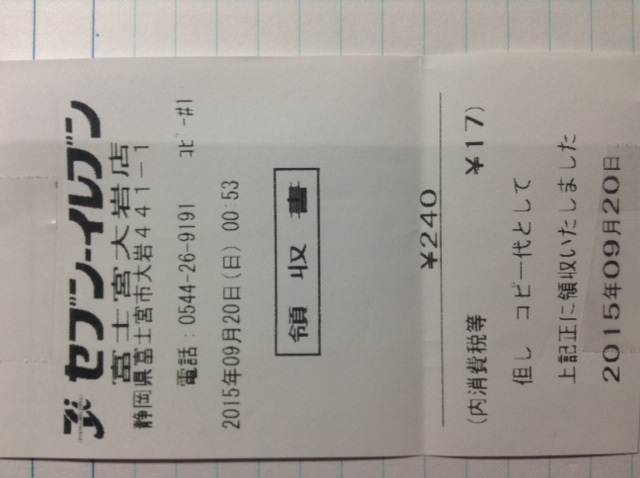 セブン-イレブン
富士宮大岩店
静岡県富士宮市大岩441-1
電話:0544-26-9191 コピー#1
2015年09月20日(日) 00:53
領収書
¥240
(内消費税等 ¥17)
但し コピー代として
上記正に領収いたしました
2015年09月20日